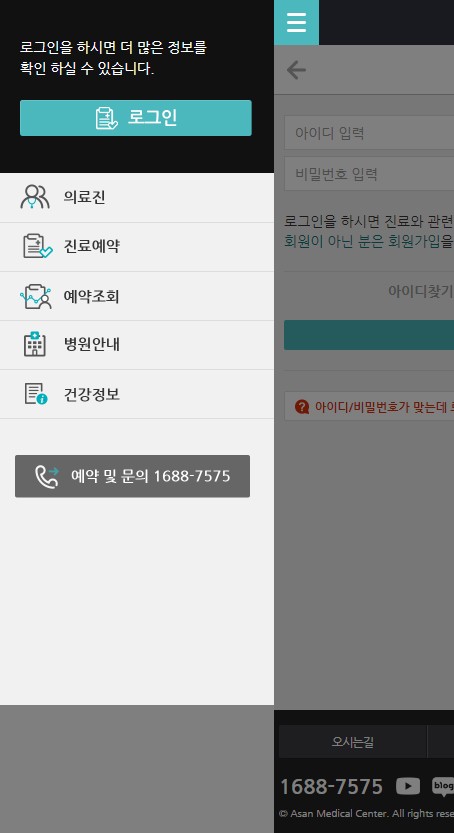 로그인을 하시면 더 많은 정보를
확인 하실 수 있습니다.
로그인
의료진
진료예약
예약조회
병원안내
건강정보
예약 및 문의 1688-7575
아이디 입력
비밀번호 입력
로그인을 하시면 진료와 관련
회원이 아닌 분은 회원가입을
아이디찾기
아이디/비밀번호가 맞는데
오시는길
1688-7575
blog
© Asan Medical Center. All rights rese